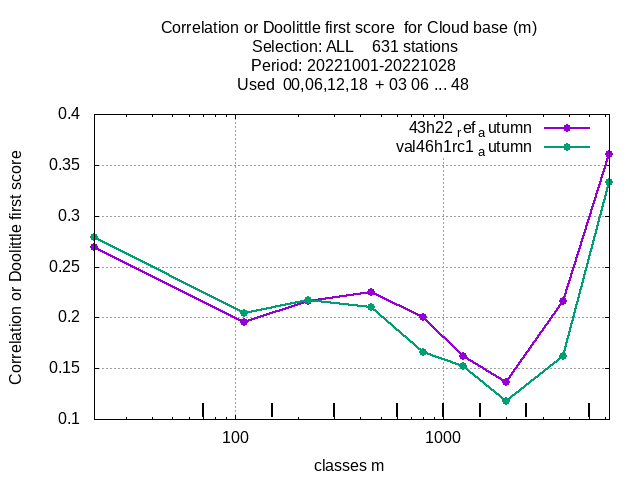 Correlation or Doolittle first score  for Cloud base (m)
Selection: ALL    631 stations
Period: 20221001-20221028
Used  00,06,12,18  + 03 06 ... 48
43h22 refautumn
val46h1rc1 autumn
Correlation or Doolittle first score
0.4
0.35
0.3
0.25
0.2
0.15
0.1
100
1000
classes m